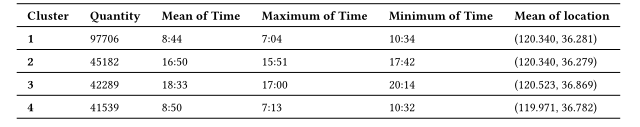 Cluster Quantity Mean of Time Maximum of Time Minimum of Time Mean of location
1 97706 8:44 7:04 10:34 (120.340, 36.281)
2 45182 16:50 15:51 17:42 (120.340, 36.279)
3 42289 18:33 17:00 20:14 (120.523, 36.869)
4 41539 8:50 7:13 10:32 (119.971, 36.782)